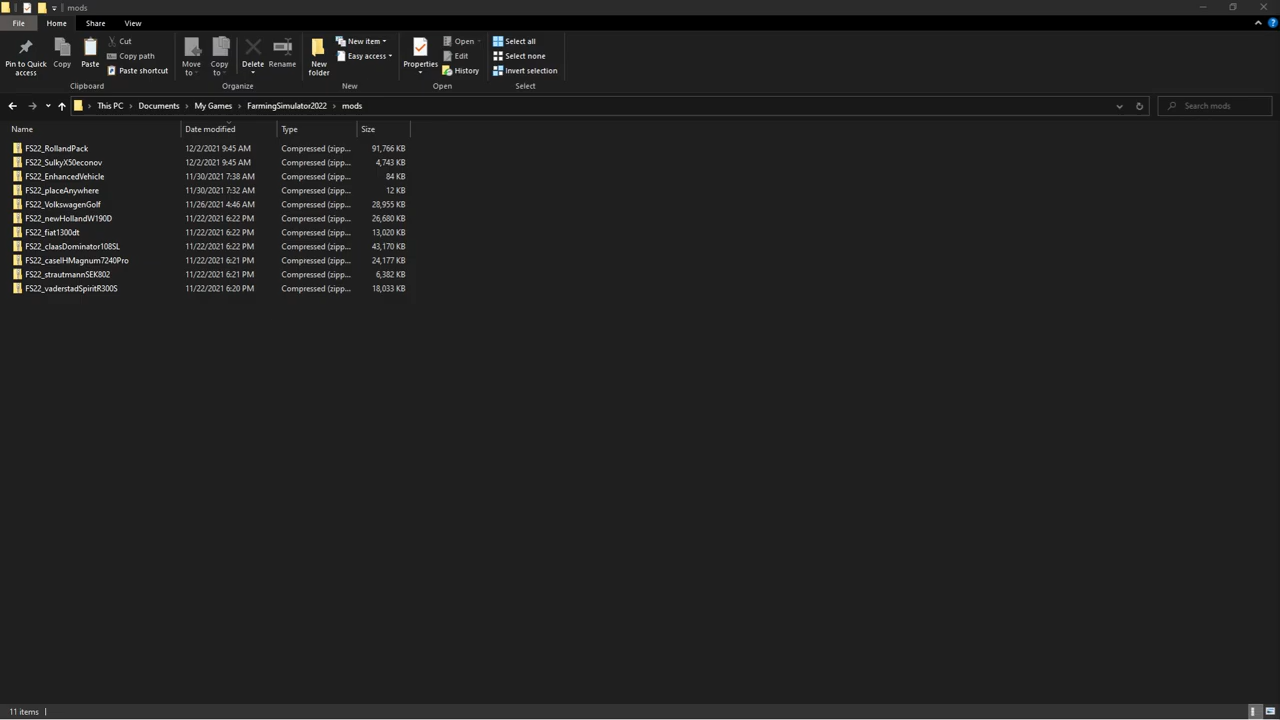 mods
File Home Share View
Pin to Quick access
Copy
Paste
Cut
Copy path
Paste shortcut
Clipboard
Move to
Copy to
Delete
Rename
Organize
New folder
New item
Easy access
New
Properties
Open
Edit
History
Open
Select all
Select none
Invert selection
Select
This PC > Documents > My Games > FarmingSimulator2022 > mods
Search mods
Name Date modified Type Size
FS22_RollandPack 12/2/2021 9:45 AM Compressed (zipp... 91,766 KB
FS22_SulkyX50econov 12/2/2021 9:45 AM Compressed (zipp... 4,743 KB
FS22_EnhancedVehicle 11/30/2021 7:38 AM Compressed (zipp... 84 KB
FS22_placeAnywhere 11/30/2021 7:32 AM Compressed (zipp... 12 KB
FS22_VolkswagenGolf 11/26/2021 4:46 AM Compressed (zipp... 28,955 KB
FS22_newHollandW190D 11/22/2021 6:22 PM Compressed (zipp... 26,680 KB
FS22_fiat1300dt 11/22/2021 6:22 PM Compressed (zipp... 13,020 KB
FS22_claasDominator108SL 11/22/2021 6:22 PM Compressed (zipp... 43,170 KB
FS22_caseIHMagnum7240Pro 11/22/2021 6:21 PM Compressed (zipp... 24,177 KB
FS22_strautmannSEK802 11/22/2021 6:21 PM Compressed (zipp... 6,382 KB
FS22_vaderstadSpiritR300S 11/22/2021 6:20 PM Compressed (zipp... 18,033 KB
11 items